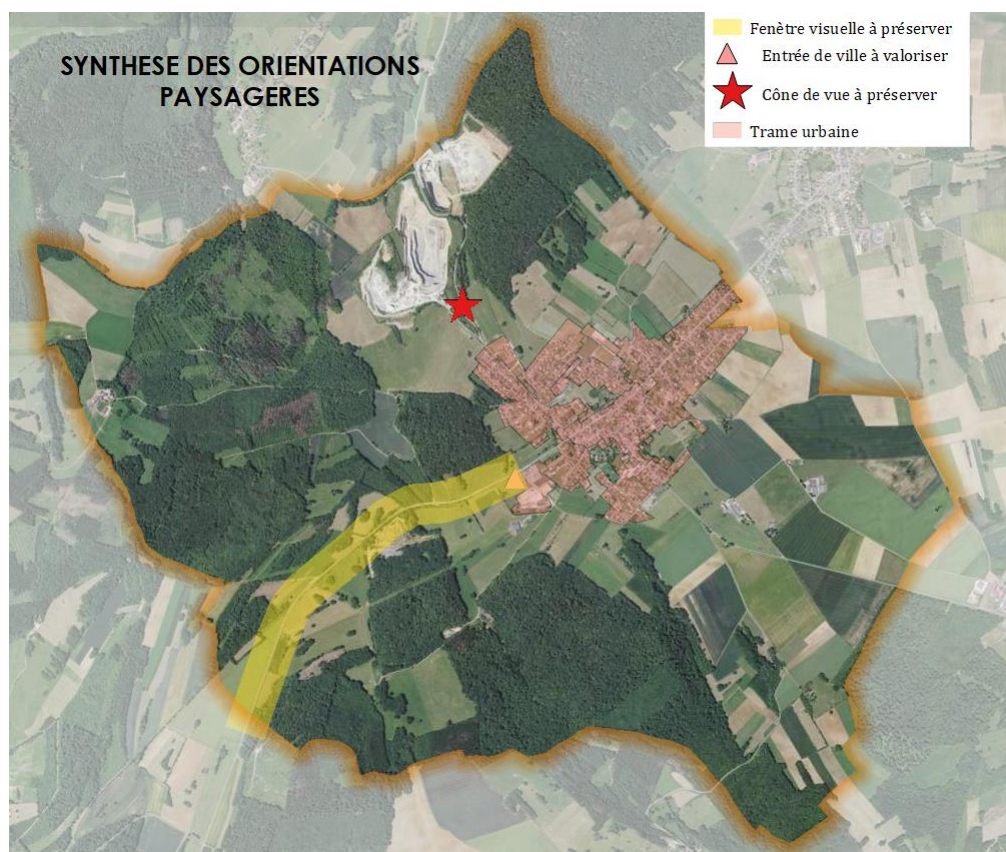 SYNTHESE DES ORIENTATIONS
PAYSAGERES
Fenètre visuelle à préserver
Entrée de ville à valoriser
Cône de vue à préserver
Trame urbaine